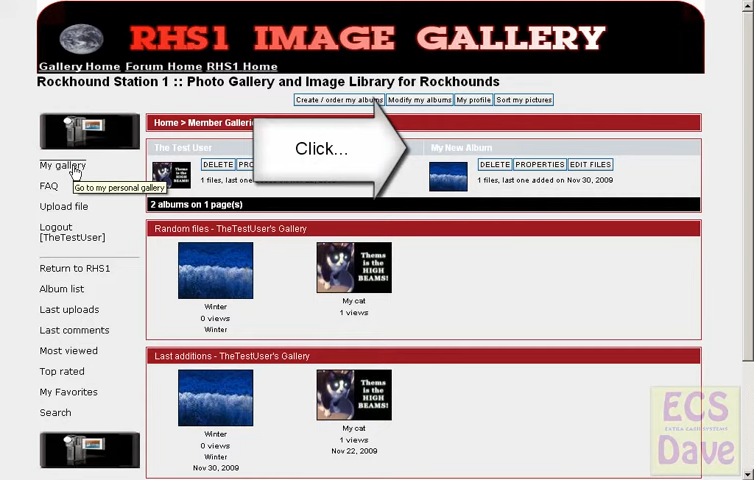 RHS1 IMAGE GALLERY
Gallery Home Forum Home RHS1 Home
Rockhound Station 1 :: Photo Gallery and Image Library for Rockhounds
Create / order my albums Modify my albums My profile Sort my pictures
Home > Member Galleries
My gallery
Go to my personal gallery
FAQ
Upload file
Logout
[TheTestUser]
Return to RHS1
Album list
Last uploads
Last comments
Most viewed
Top rated
My Favorites
Search
Click...
The Test User
DELETE
1 files, last one
My New Album
DELETE PROPERTIES EDIT FILES
1 files, last one added on Nov 30, 2009
2 albums on 1 page(s)
Random files - TheTestUser's Gallery
Thems
is the
HIGH
BEAMS!
Winter
0 views
Winter
My cat
1 views
Last additions - TheTestUser's Gallery
Thems
is the
HIGH
BEAMS!
Winter
0 views
Winter
Nov 30, 2009
My cat
1 views
Nov 22, 2009
ECS
EXTRA CASH SYSTEMS
Dave